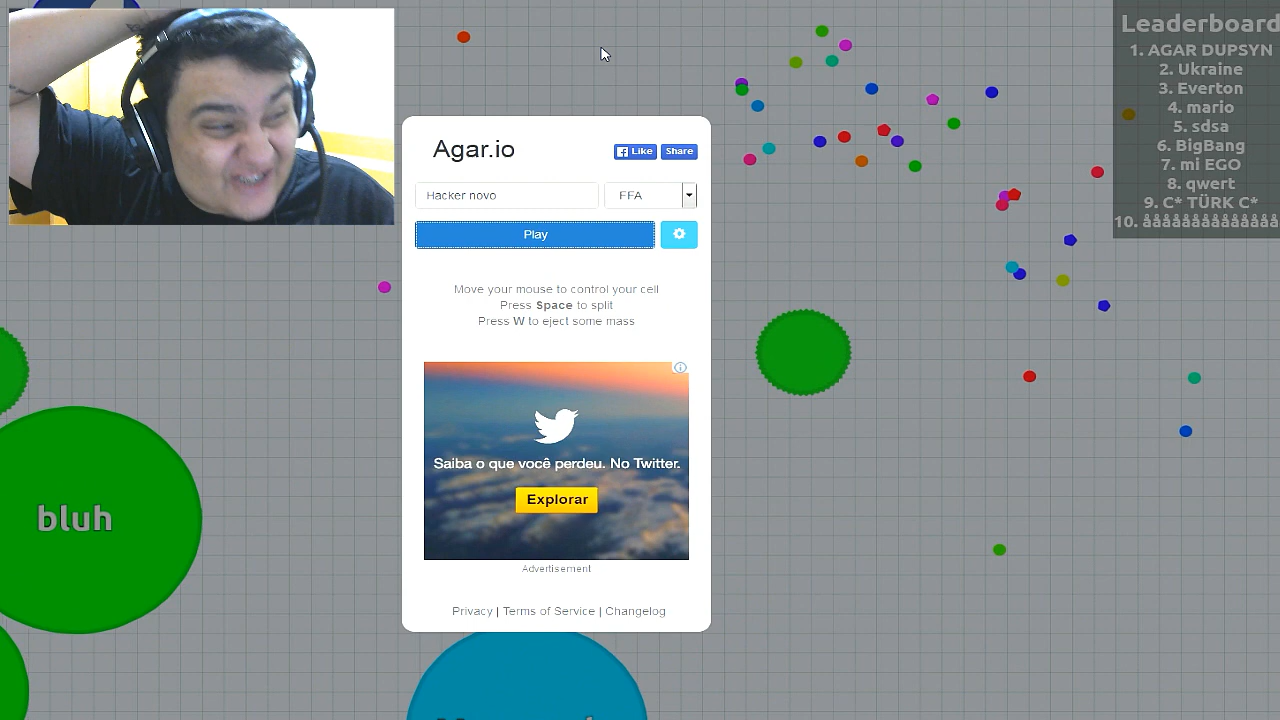 Leaderboard
1. AGAR DUPSYN
2. Ukraine
3. Everton
4. mario
5. sdsa
6. BigBang
7. mi EGO
8. qwert
9. C* TÜRK C*
Agar.io
Like
Share
Hacker novo
FFA
Play
Move your mouse to control your cell
Press Space to split
Press W to eject some mass
Saiba o que você perdeu. No Twitter.
Explorar
Advertisement
Privacy | Terms of Service | Changelog
bluh